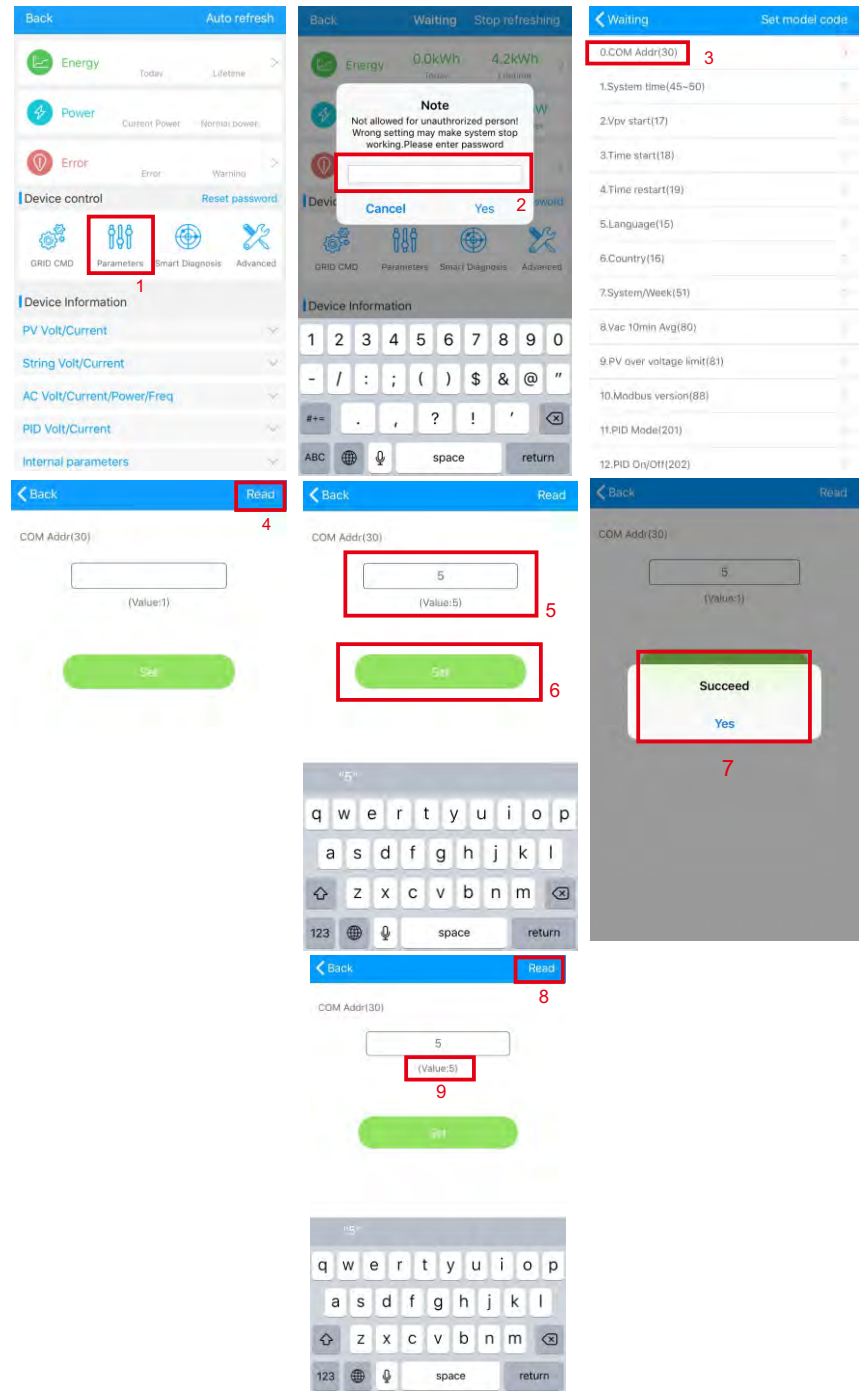 Back Auto refresh
Energy
Today Lifetime
Power
Current Power Normal power
Error
Error Warning
Device control Reset password
GRID CMD Parameters Smart Diagnosis Advanced
1
Device Information
PV Volt/Current
String Volt/Current
AC Volt/Current/Power/Freq
PID Volt/Current
Internal parameters
Back Waiting Stop refreshing
Energy 0.0kWh 4.2kWh
Today Lifetime
W
Note
Not allowed for unauthrorized person!
Wrong setting may make system stop
working.Please enter password
Cancel Yes
2
GRID CMD Parameters Smart Diagnosis Advanced
Device Information
1 2 3 4 5 6 7 8 9 0
- / : ; ( ) $ & @ "
#+= . , ? ! '
ABC space return
Waiting Set model code
0.COM Addr(30)
3
1.System time(45~50)
2.Vpv start(17)
3.Time start(18)
4.Time restart(19)
5.Language(15)
6.Country(16)
7.System/Week(51)
8.Vac 10min Avg(80)
9.PV over voltage limit(81)
10.Modbus version(88)
11.PID Mode(201)
12.PID On/Off(202)
Back Read
4
COM Addr(30)
(Value:1)
Set
Back Read
COM Addr(30)
5
(Value:5)
5
Set
6
"5"
q w e r t y u i o p
a s d f g h j k l
z x c v b n m
123 space return
Back Read
COM Addr(30)
5
(Value:1)
Succeed
Yes
7
Back Read
8
COM Addr(30)
5
(Value:5)
9
Set
"5"
q w e r t y u i o p
a s d f g h j k l
z x c v b n m
123 space return